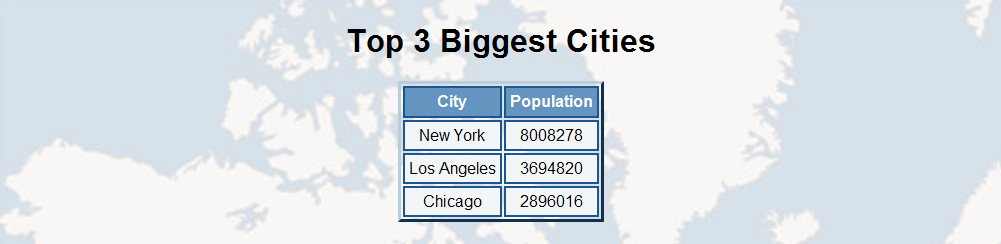 Top 3 Biggest Cities
City Population
New York 8008278
Los Angeles 3694820
Chicago 2896016